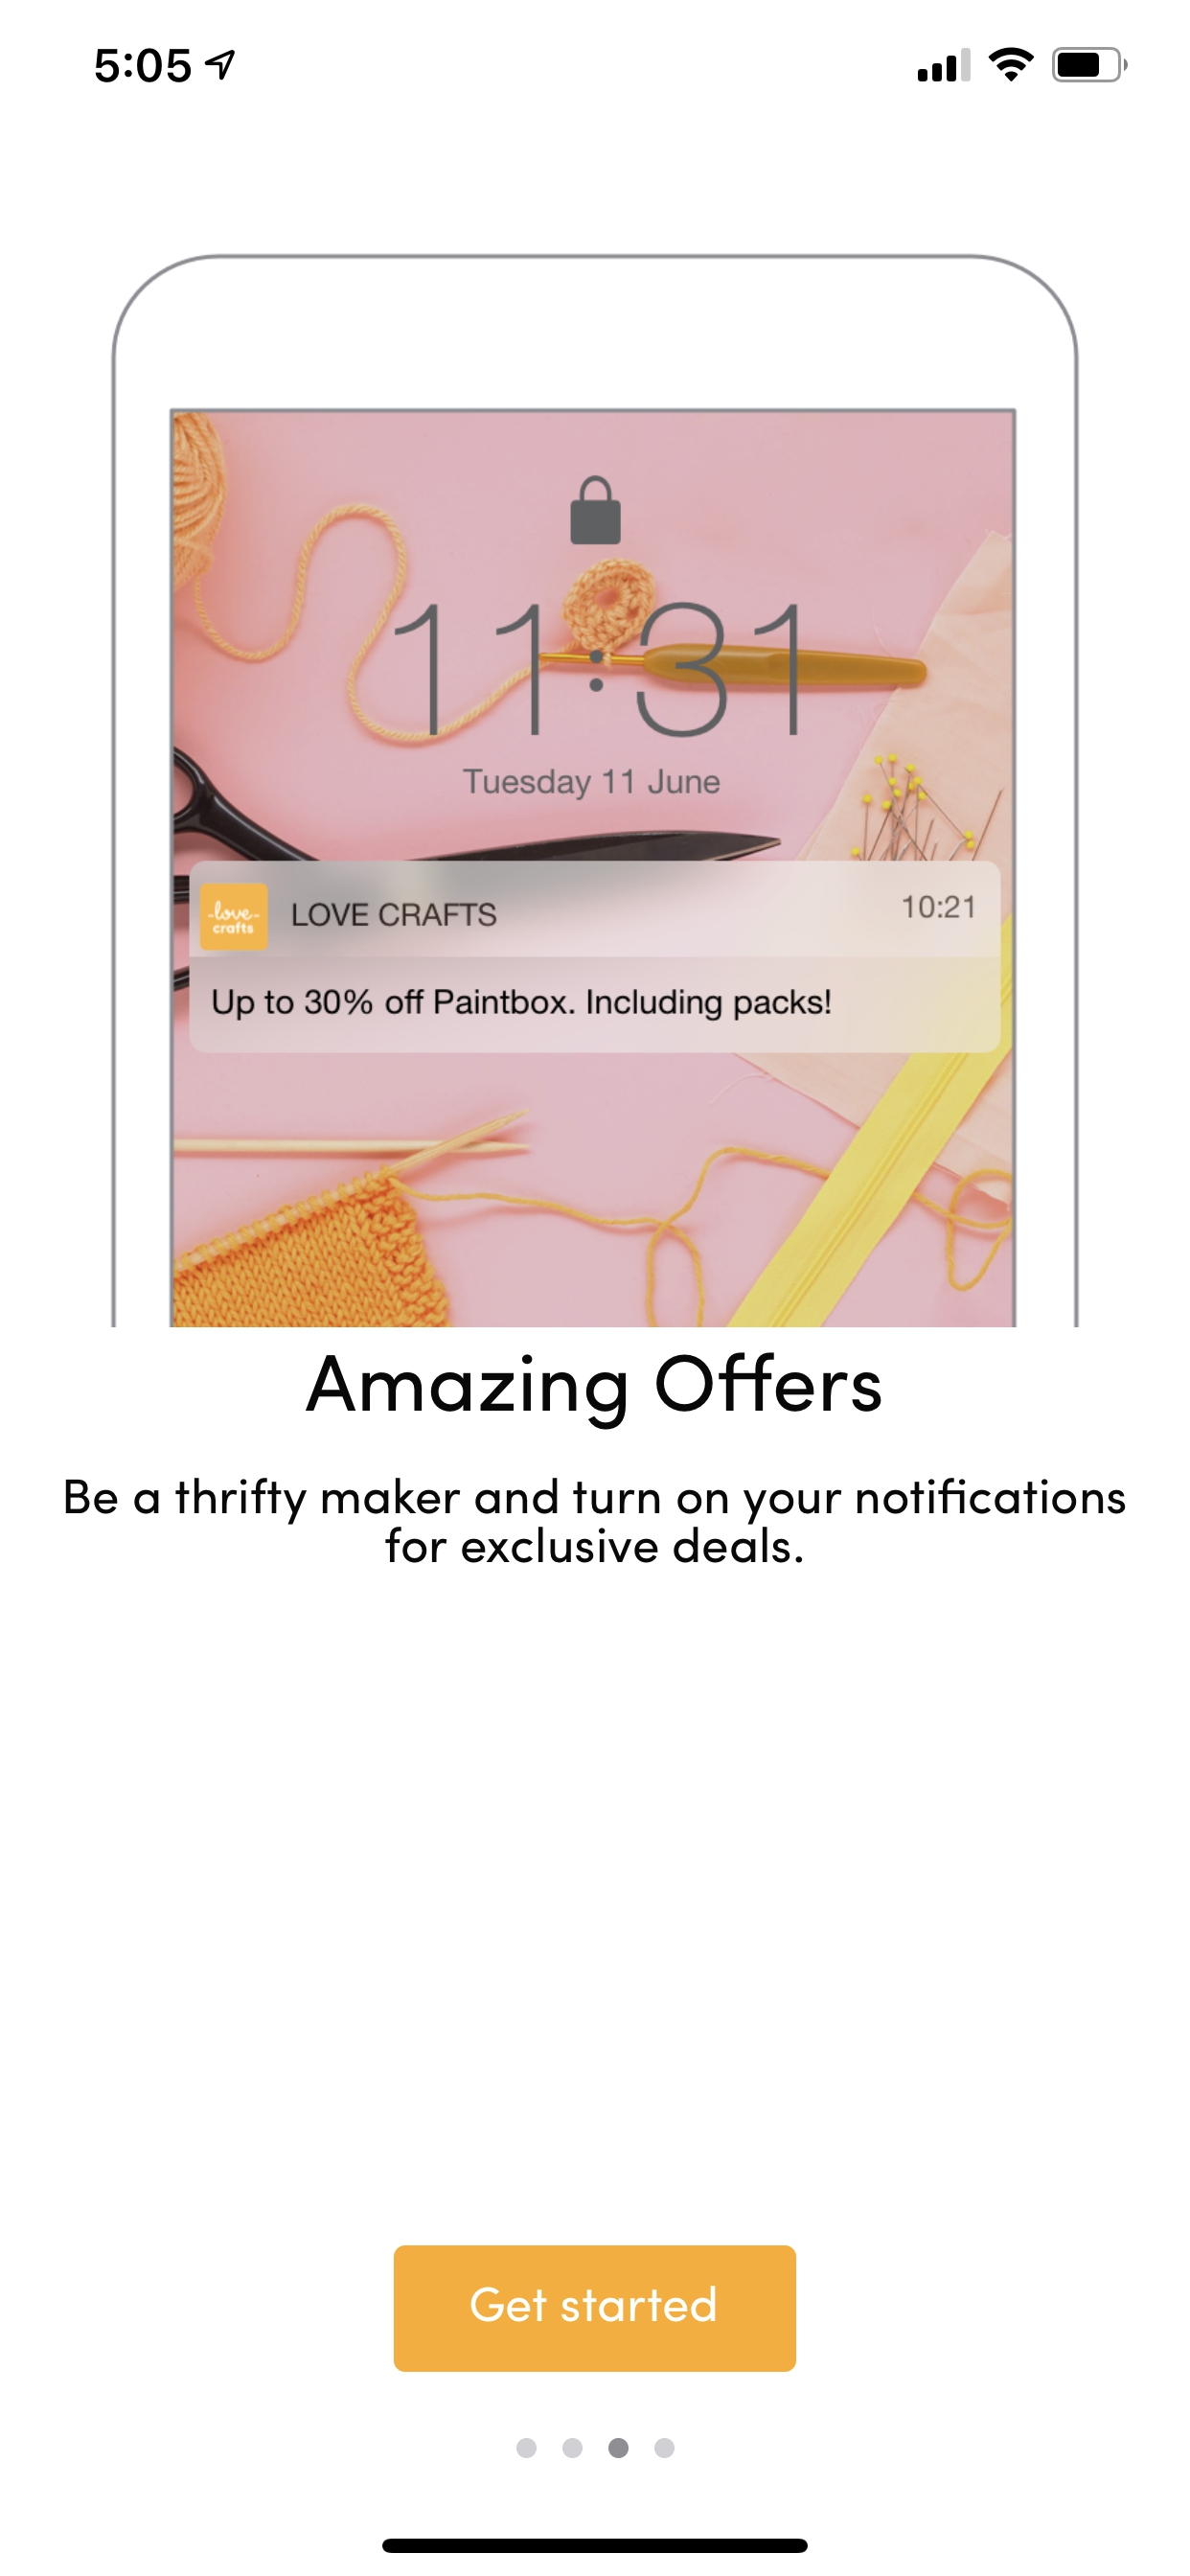 5:05
11:31
Tuesday 11 June
love
crafts
LOVE CRAFTS
10:21
Up to 30% off Paintbox. Including packs!
Amazing Offers
Be a thrifty maker and turn on your notifications
for exclusive deals.
Get started